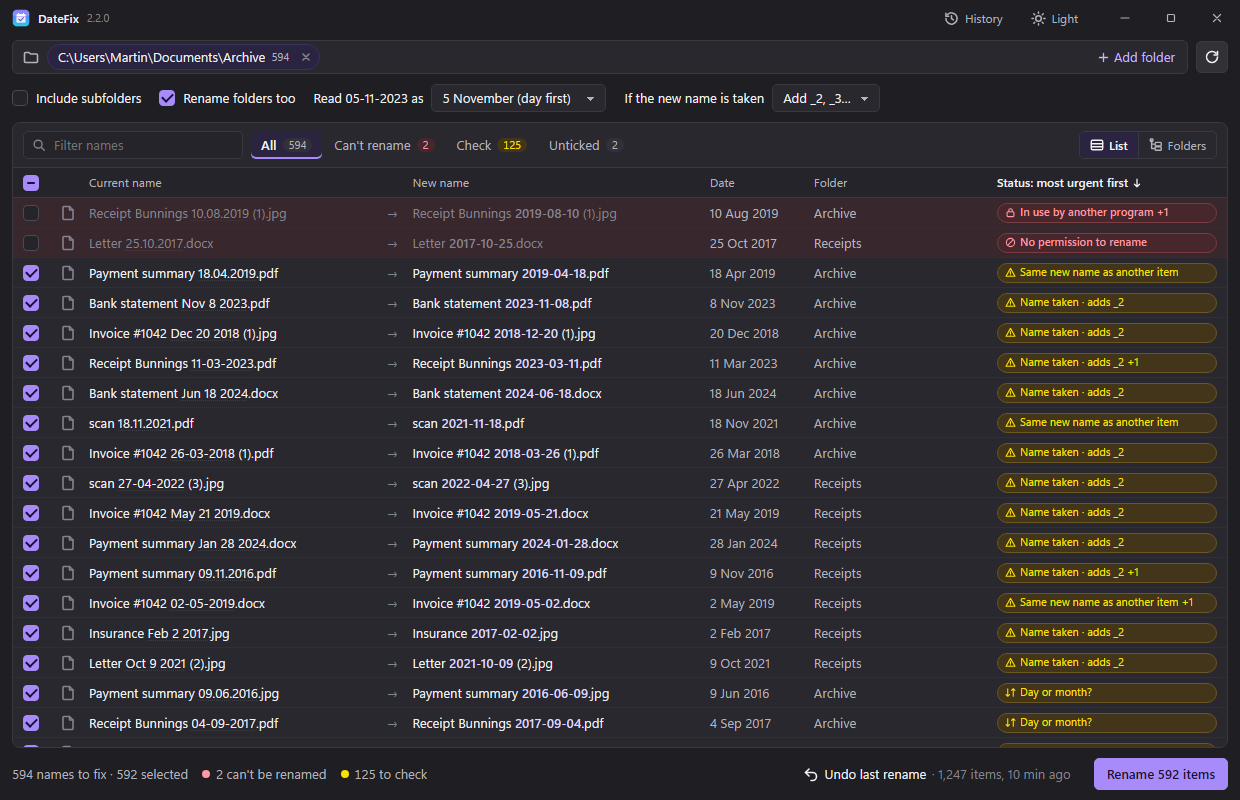 DateFix 2.2.0 History Light
C:\Users\Martin\Documents\Archive 594 Add folder
Include subfolders Rename folders too Read 05-11-2023 as 5 November (day first) If the new name is taken Add _2, _3...
Filter names All 594 Can't rename 2 Check 125 Unticked 2 List Folders
Current name New name Date Folder Status: most urgent first ↓
Receipt Bunnings 10.08.2019 (1).jpg → Receipt Bunnings 2019-08-10 (1).jpg 10 Aug 2019 Archive In use by another program +1
Letter 25.10.2017.docx → Letter 2017-10-25.docx 25 Oct 2017 Receipts No permission to rename
Payment summary 18.04.2019.pdf → Payment summary 2019-04-18.pdf 18 Apr 2019 Archive Same new name as another item
Bank statement Nov 8 2023.pdf → Bank statement 2023-11-08.pdf 8 Nov 2023 Archive Name taken · adds _2
Invoice #1042 Dec 20 2018 (1).jpg → Invoice #1042 2018-12-20 (1).jpg 20 Dec 2018 Archive Name taken · adds _2
Receipt Bunnings 11-03-2023.pdf → Receipt Bunnings 2023-03-11.pdf 11 Mar 2023 Archive Name taken · adds _2 +1
Bank statement Jun 18 2024.docx → Bank statement 2024-06-18.docx 18 Jun 2024 Archive Name taken · adds _2
scan 18.11.2021.pdf → scan 2021-11-18.pdf 18 Nov 2021 Archive Same new name as another item
Invoice #1042 26-03-2018 (1).pdf → Invoice #1042 2018-03-26 (1).pdf 26 Mar 2018 Archive Name taken · adds _2
scan 27-04-2022 (3).jpg → scan 2022-04-27 (3).jpg 27 Apr 2022 Receipts Name taken · adds _2
Invoice #1042 May 21 2019.docx → Invoice #1042 2019-05-21.docx 21 May 2019 Receipts Name taken · adds _2
Payment summary Jan 28 2024.docx → Payment summary 2024-01-28.docx 28 Jan 2024 Receipts Name taken · adds _2
Payment summary 09.11.2016.pdf → Payment summary 2016-11-09.pdf 9 Nov 2016 Receipts Name taken · adds _2 +1
Invoice #1042 02-05-2019.docx → Invoice #1042 2019-05-02.docx 2 May 2019 Receipts Same new name as another item +1
Insurance Feb 2 2017.jpg → Insurance 2017-02-02.jpg 2 Feb 2017 Receipts Name taken · adds _2
Letter Oct 9 2021 (2).jpg → Letter 2021-10-09 (2).jpg 9 Oct 2021 Receipts Name taken · adds _2
Payment summary 09.06.2016.jpg → Payment summary 2016-06-09.jpg 9 Jun 2016 Archive Day or month?
Receipt Bunnings 04-09-2017.pdf → Receipt Bunnings 2017-09-04.pdf 4 Sep 2017 Archive Day or month?
594 names to fix · 592 selected 2 can't be renamed 125 to check Undo last rename · 1,247 items, 10 min ago Rename 592 items